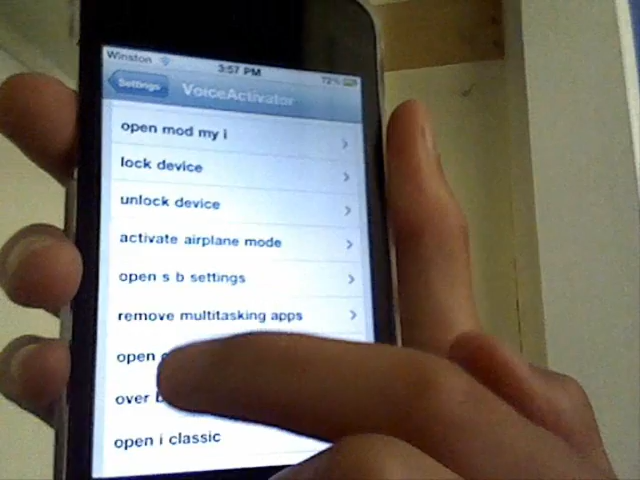 Winston 3:57 PM 72%
Settings VoiceActivator
open mod my i
lock device
unlock device
activate airplane mode
open s b settings
remove multitasking apps
open
over
open i classic